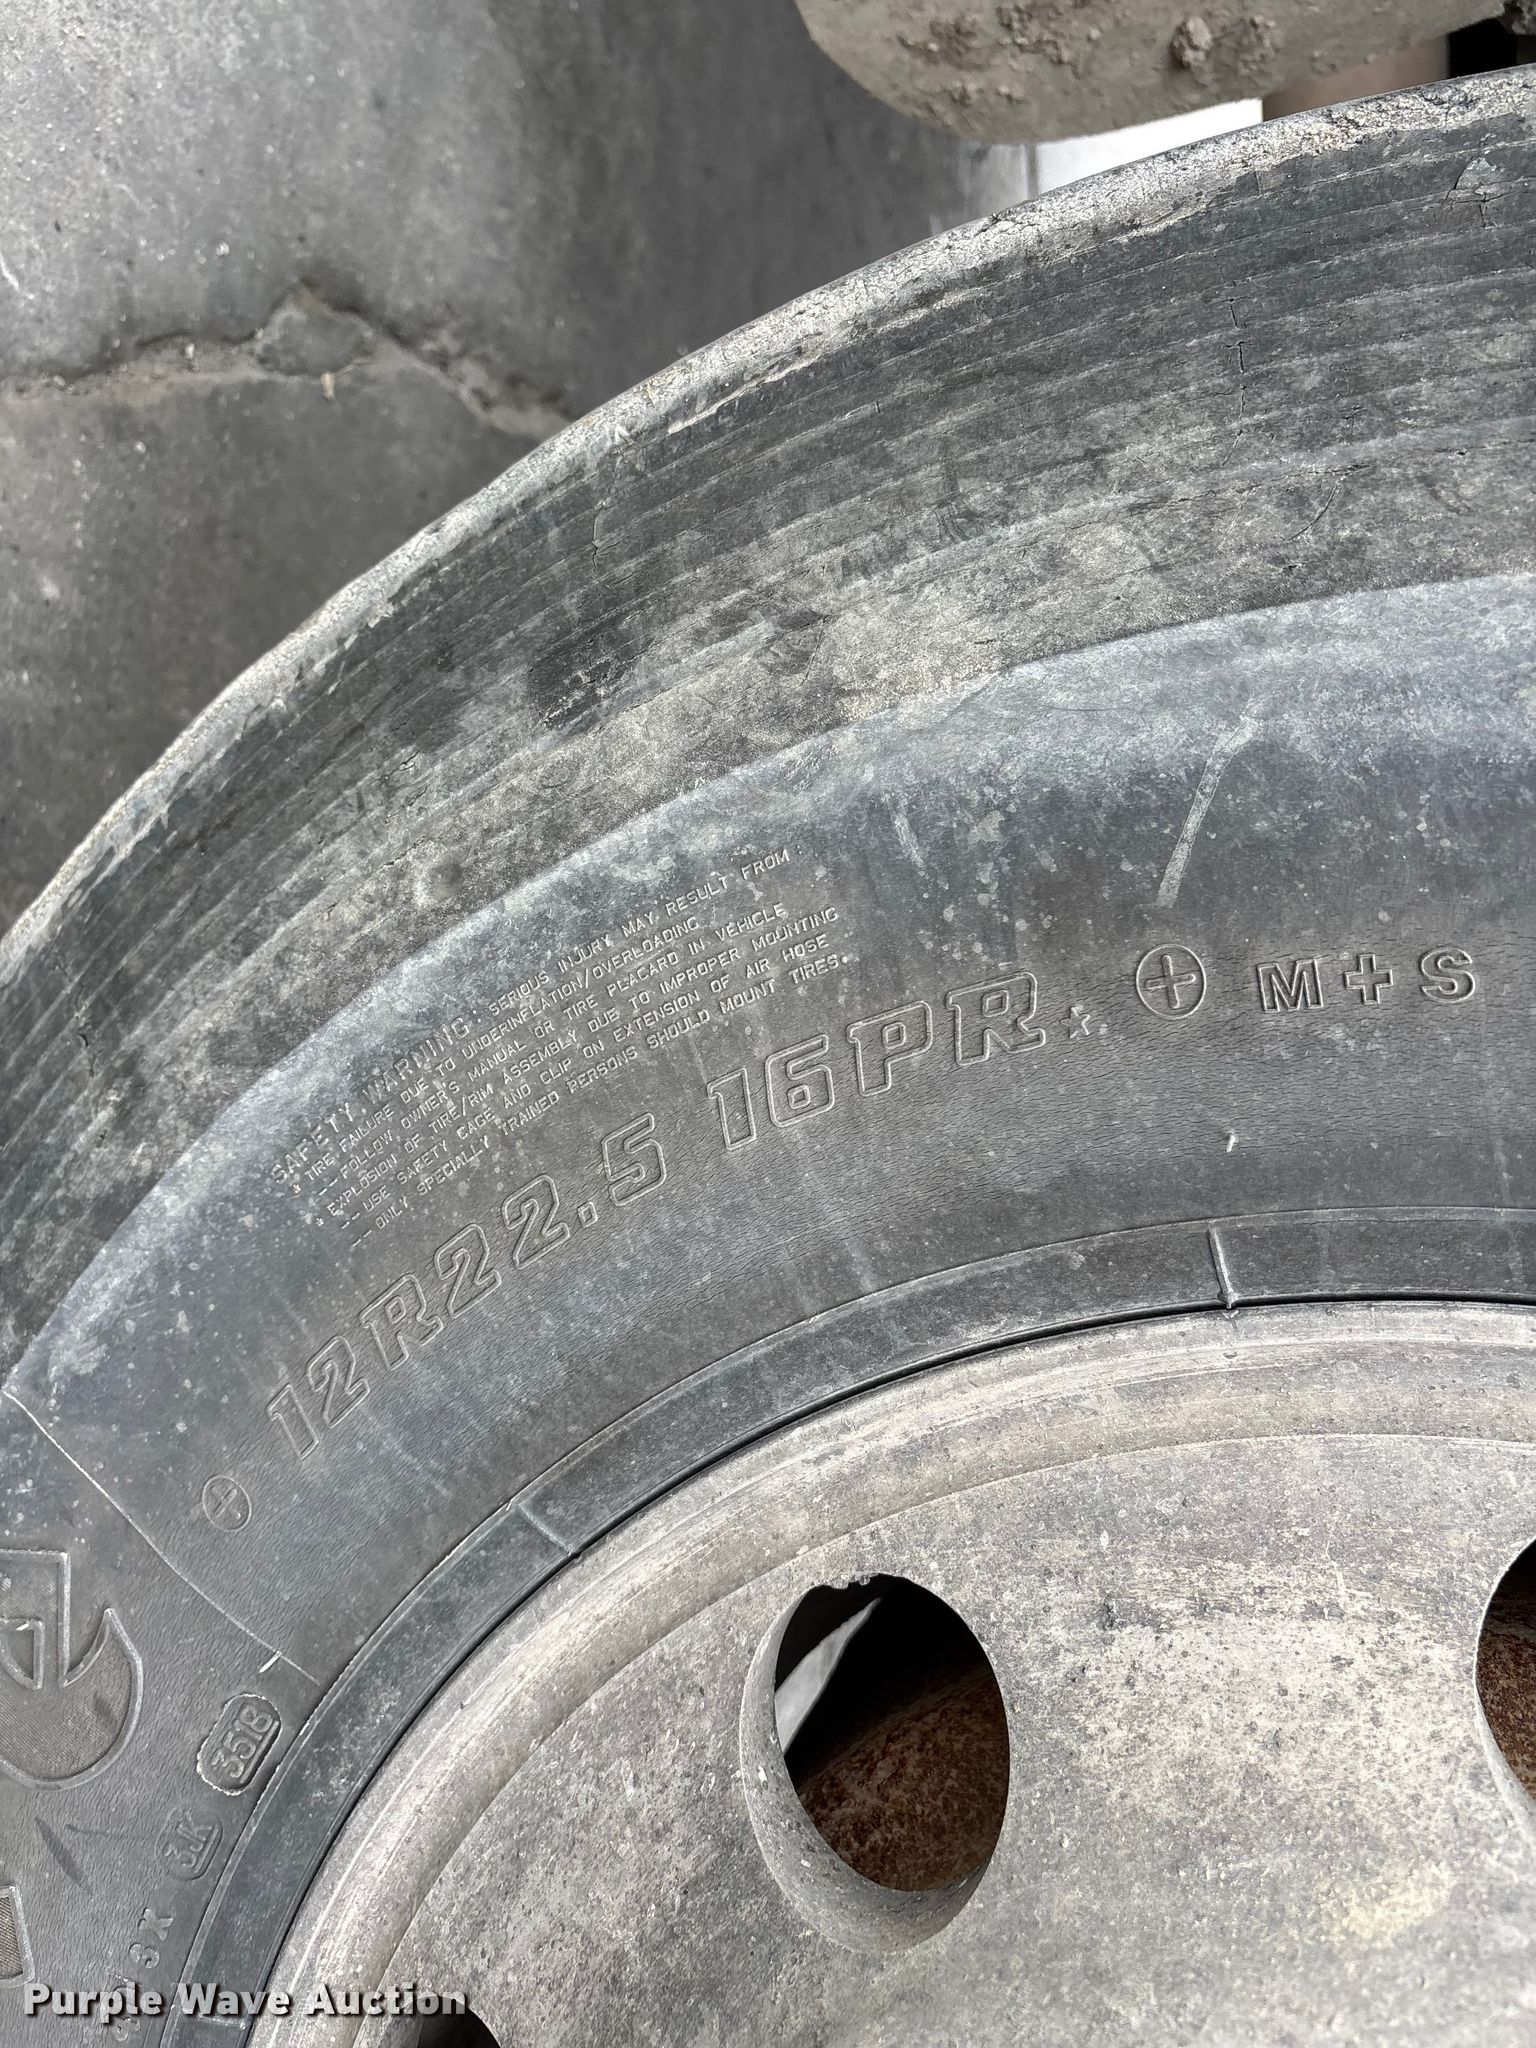 SAFETY WARNING: SERIOUS INJURY MAY RESULT FROM:
* TIRE FAILURE DUE TO UNDERINFLATION/OVERLOADING
-- FOLLOW OWNER'S MANUAL OR TIRE PLACARD IN VEHICLE
* EXPLOSION OF TIRE/RIM ASSEMBLY DUE TO IMPROPER MOUNTING
-- USE SAFETY CAGE AND CLIP ON EXTENSION OF AIR HOSE
-- ONLY SPECIALLY TRAINED PERSONS SHOULD MOUNT TIRES.
12R22.5 16PR
M+S
3518
3X
Purple Wave Auction